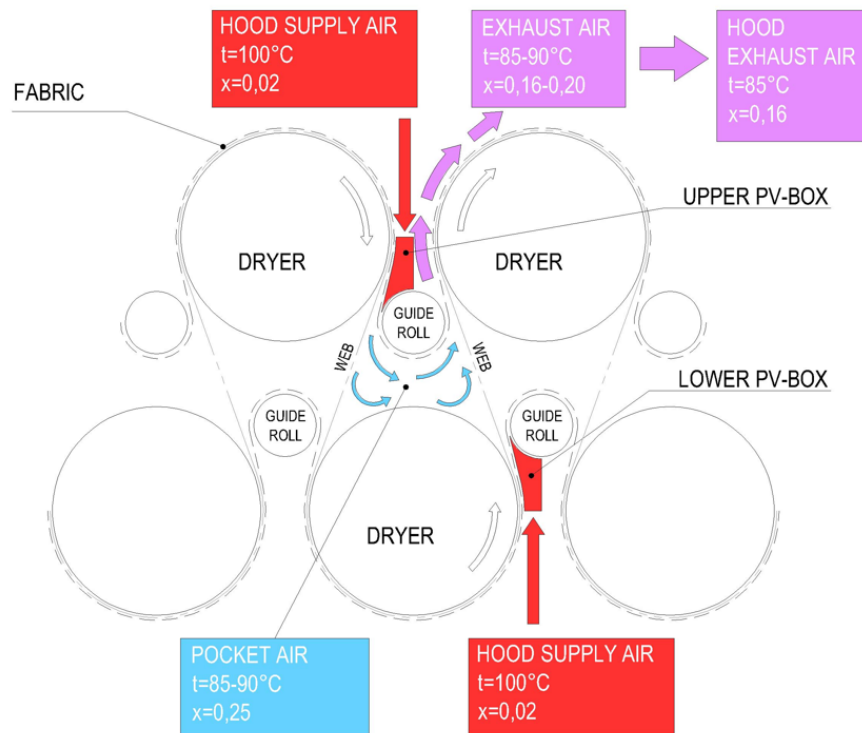 HOOD SUPPLY AIR
t=100°C
x=0,02
EXHAUST AIR
t=85-90°C
x=0,16-0,20
HOOD
EXHAUST AIR
t=85°C
x=0,16
FABRIC
UPPER PV-BOX
DRYER
DRYER
GUIDE
ROLL
WEB
WEB
LOWER PV-BOX
GUIDE
ROLL
GUIDE
ROLL
DRYER
POCKET AIR
t=85-90°C
x=0,25
HOOD SUPPLY AIR
t=100°C
x=0,02